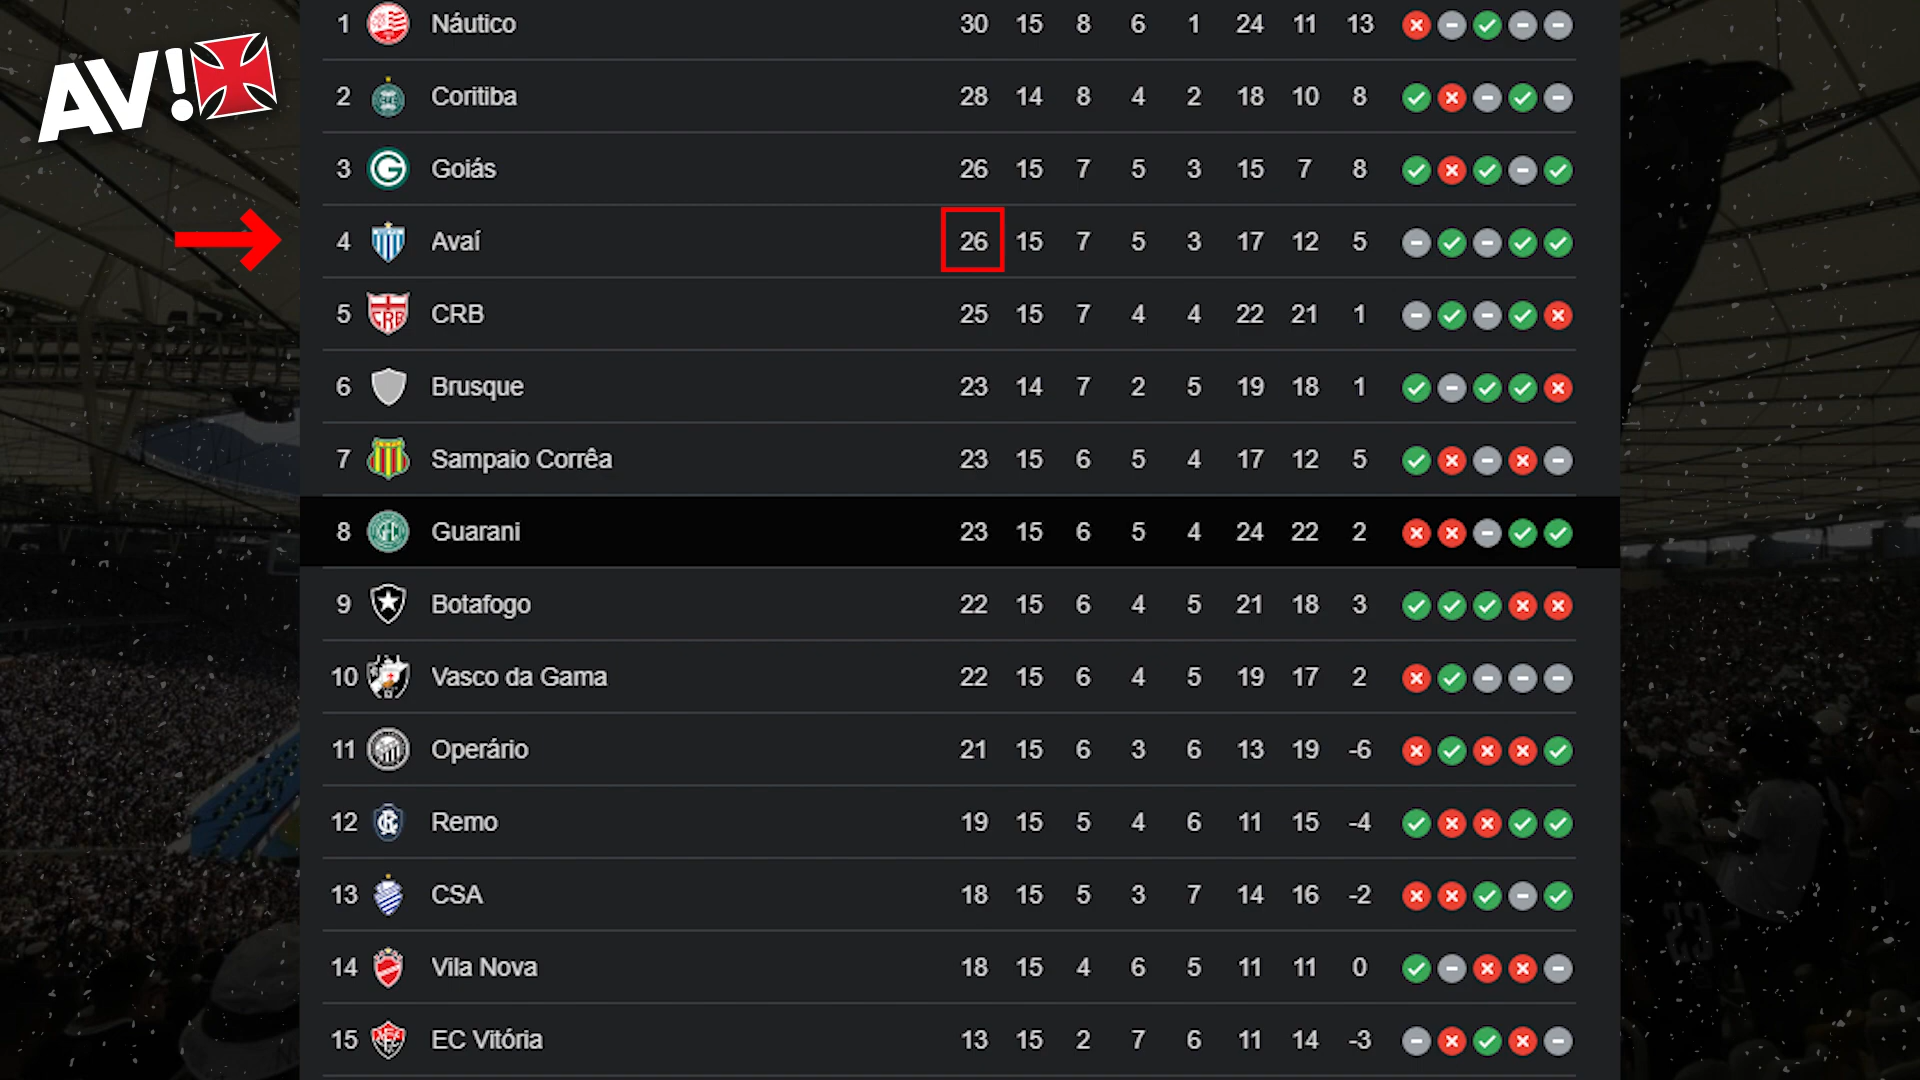 AV!
1 Náutico 30 15 8 6 1 24 11 13
2 Coritiba 28 14 8 4 2 18 10 8
3 Goiás 26 15 7 5 3 15 7 8
4 Avaí 26 15 7 5 3 17 12 5
5 CRB 25 15 7 4 4 22 21 1
6 Brusque 23 14 7 2 5 19 18 1
7 Sampaio Corrêa 23 15 6 5 4 17 12 5
8 Guarani 23 15 6 5 4 24 22 2
9 Botafogo 22 15 6 4 5 21 18 3
10 Vasco da Gama 22 15 6 4 5 19 17 2
11 Operário 21 15 6 3 6 13 19 -6
12 Remo 19 15 5 4 6 11 15 -4
13 CSA 18 15 5 3 7 14 16 -2
14 Vila Nova 18 15 4 6 5 11 11 0
15 EC Vitória 13 15 2 7 6 11 14 -3